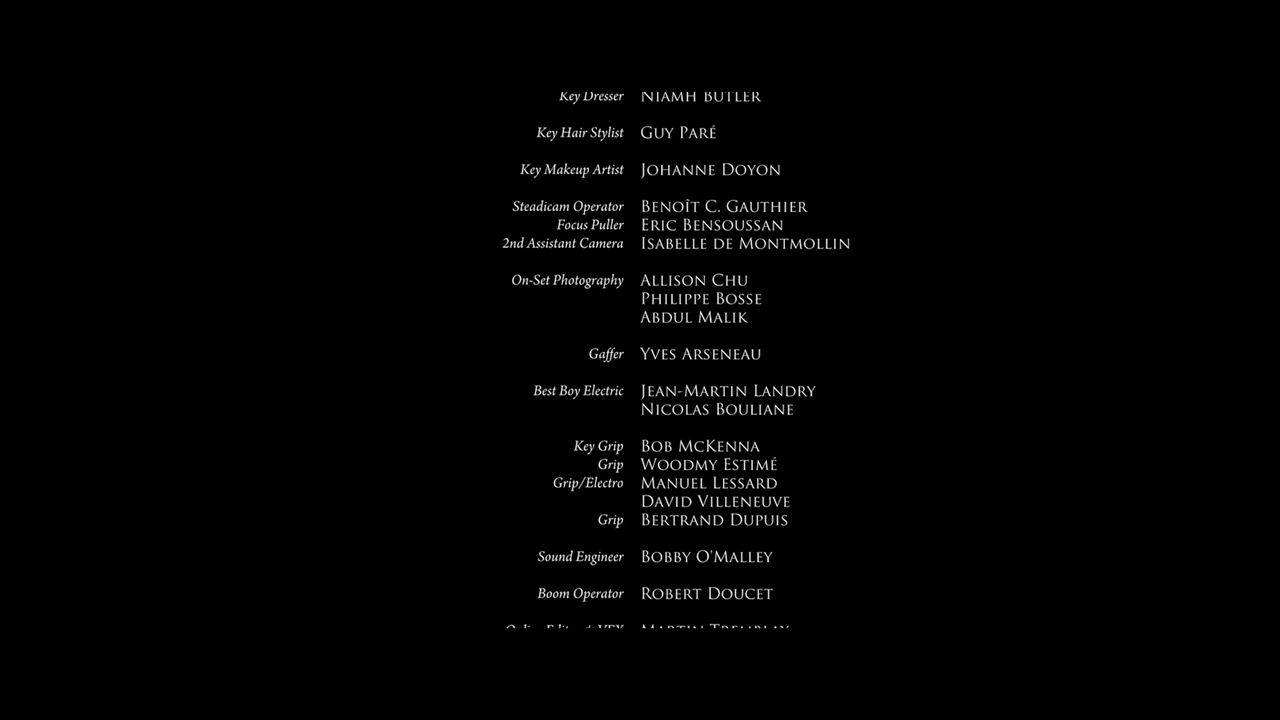 Key Dresser NIAMH BUTLER
Key Hair Stylist GUY PARÉ
Key Makeup Artist JOHANNE DOYON
Steadicam Operator BENOÎT C. GAUTHIER
Focus Puller ERIC BENSOUSSAN
2nd Assistant Camera ISABELLE DE MONTMOLLIN
On-Set Photography ALLISON CHU
PHILIPPE BOSSE
ABDUL MALIK
Gaffer YVES ARSENEAU
Best Boy Electric JEAN-MARTIN LANDRY
NICOLAS BOULIANE
Key Grip BOB MCKENNA
Grip WOODMY ESTIMÉ
Grip/Electro MANUEL LESSARD
DAVID VILLENEUVE
Grip BERTRAND DUPUIS
Sound Engineer BOBBY O'MALLEY
Boom Operator ROBERT DOUCET
MARTIN TREMBLAY